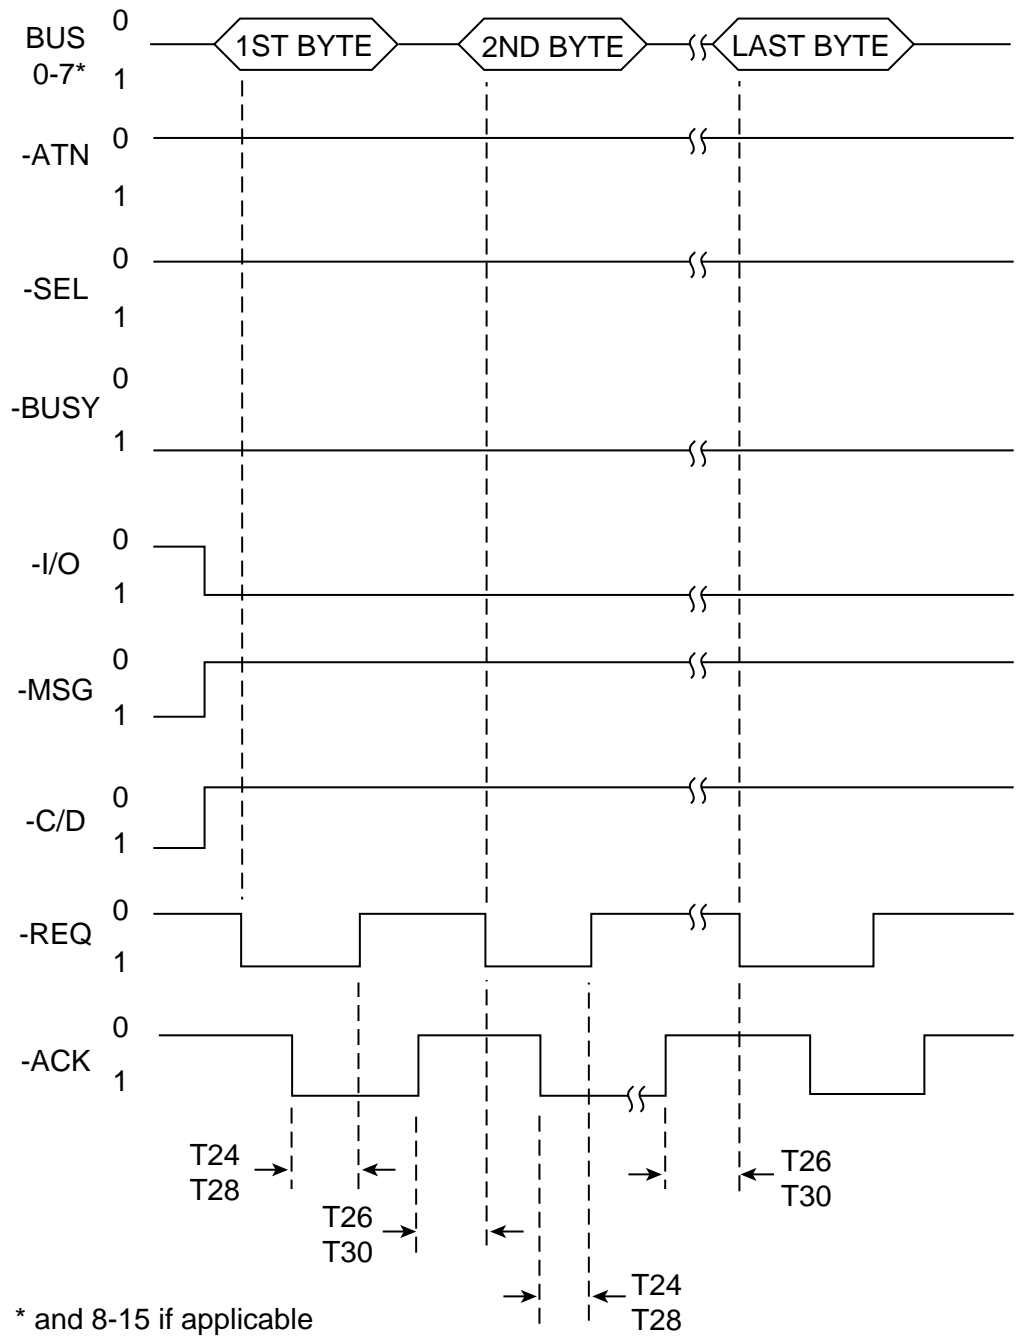 BUS
0-7*
0
1
1ST BYTE
2ND BYTE
LAST BYTE
-ATN
0
1
-SEL
0
1
-BUSY
0
1
-I/O
0
1
-MSG
0
1
-C/D
0
1
-REQ
0
1
-ACK
0
1
T24
T28
T26
T30
T26
T30
T24
T28
* and 8-15 if applicable